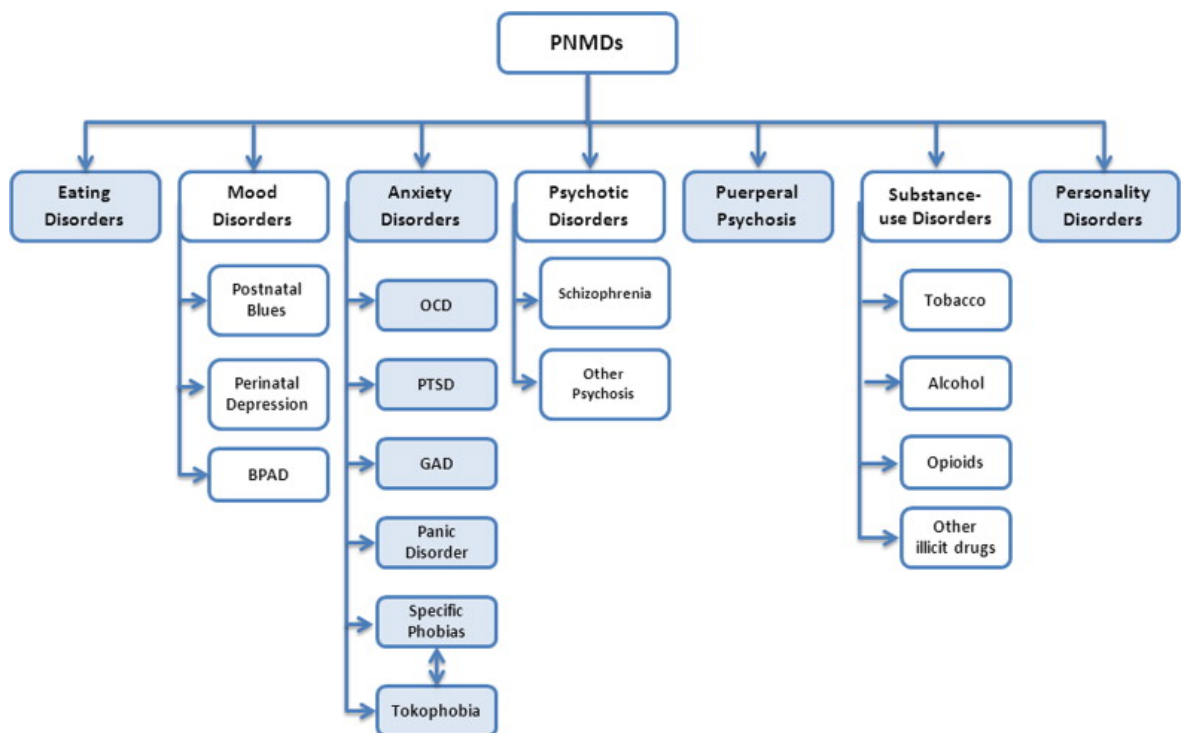 PNMDs
Eating
Disorders
Mood
Disorders
Anxiety
Disorders
Psychotic
Disorders
Puerperal
Psychosis
Substance-
use Disorders
Personality
Disorders
Postnatal
Blues
Perinatal
Depression
BPAD
OCD
PTSD
GAD
Panic
Disorder
Specific
Phobias
Tokophobia
Schizophrenia
Other
Psychosis
Tobacco
Alcohol
Opioids
Other
illicit drugs